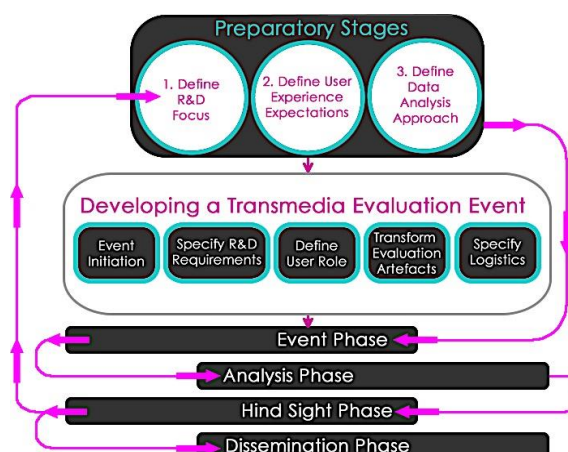 Preparatory Stages
1. Define
R&D
Focus
2. Define User
Experience
Expectations
3. Define
Data
Analysis
Approach
Developing a Transmedia Evaluation Event
Event
Initiation
Specify R&D
Requirements
Define
User Role
Transform
Evaluation
Artefacts
Specify
Logistics
Event Phase
Analysis Phase
Hind Sight Phase
Dissemination Phase